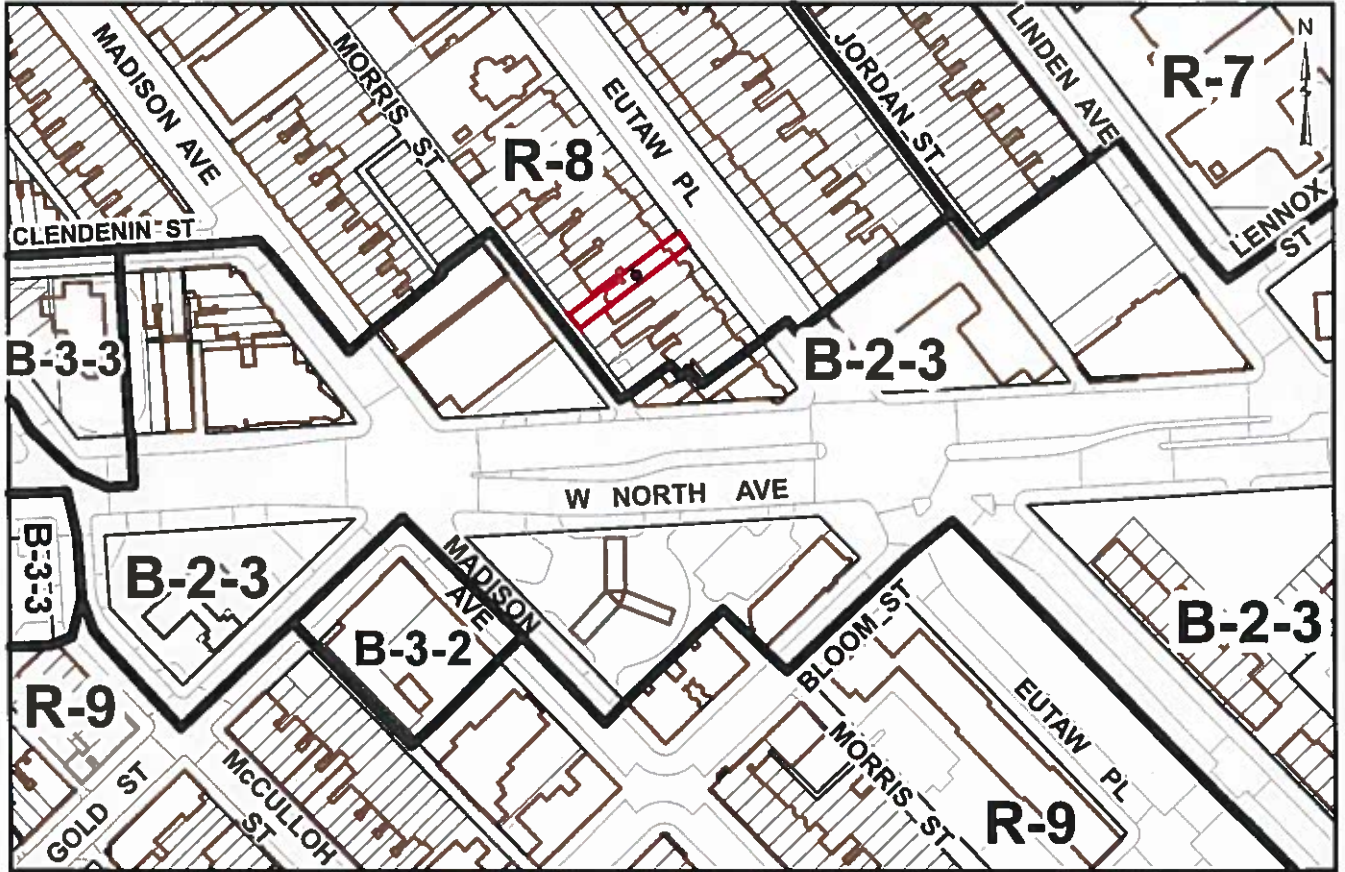 MADISON AVE
MORRIS ST
EUTAW PL
JORDAN ST
LINDEN AVE
R-7
N
R-8
LENNOX
ST
CLENDENIN ST
B-3-3
B-2-3
W NORTH AVE
B-3-3
B-2-3
MADISON
AVE
B-3-2
BLOOM ST
B-2-3
R-9
EUTAW PL
MORRIS ST
R-9
GOLD ST
McCULLOH
ST